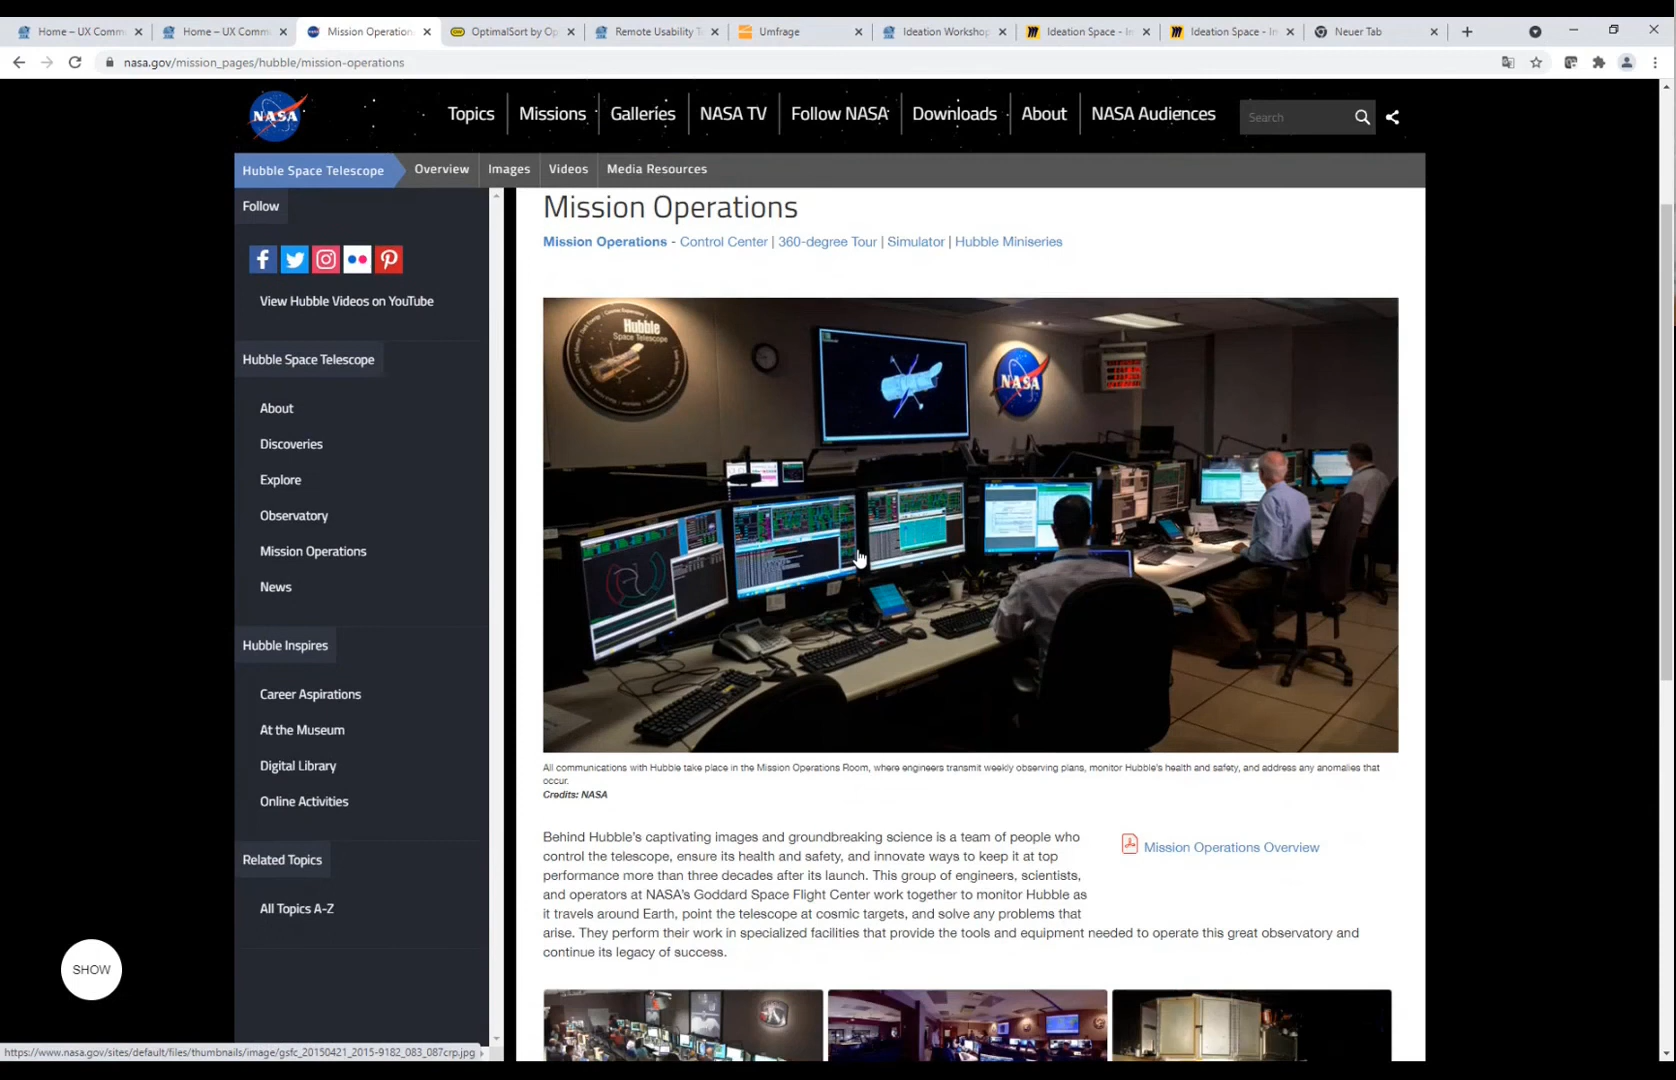 Home – UX Comm
Home – UX Commu
Mission Operation
OptimalSort by Op
Remote Usability T
Umfrage
Ideation Workshop
Ideation Space - In
Ideation Space - In
Neuer Tab
nasa.gov/mission_pages/hubble/mission-operations
NASA
Topics
Missions
Galleries
NASA TV
Follow NASA
Downloads
About
NASA Audiences
Search
Hubble Space Telescope
Overview
Images
Videos
Media Resources
Follow
View Hubble Videos on YouTube
Hubble Space Telescope
About
Discoveries
Explore
Observatory
Mission Operations
News
Hubble Inspires
Career Aspirations
At the Museum
Digital Library
Online Activities
Related Topics
All Topics A-Z
SHOW
Mission Operations
Mission Operations - Control Center | 360-degree Tour | Simulator | Hubble Miniseries
Hubble
Space Telescope
NASA
All communications with Hubble take place in the Mission Operations Room, where engineers transmit weekly observing plans, monitor Hubble's health and safety, and address any anomalies that
occur.
Credits: NASA
Behind Hubble's captivating images and groundbreaking science is a team of people who
control the telescope, ensure its health and safety, and innovate ways to keep it at top
performance more than three decades after its launch. This group of engineers, scientists,
and operators at NASA's Goddard Space Flight Center work together to monitor Hubble as
it travels around Earth, point the telescope at cosmic targets, and solve any problems that
arise. They perform their work in specialized facilities that provide the tools and equipment needed to operate this great observatory and
continue its legacy of success.
Mission Operations Overview
https://www.nasa.gov/sites/default/files/thumbnails/image/gsfc_20150421_2015-9182_083_087crp.jpg